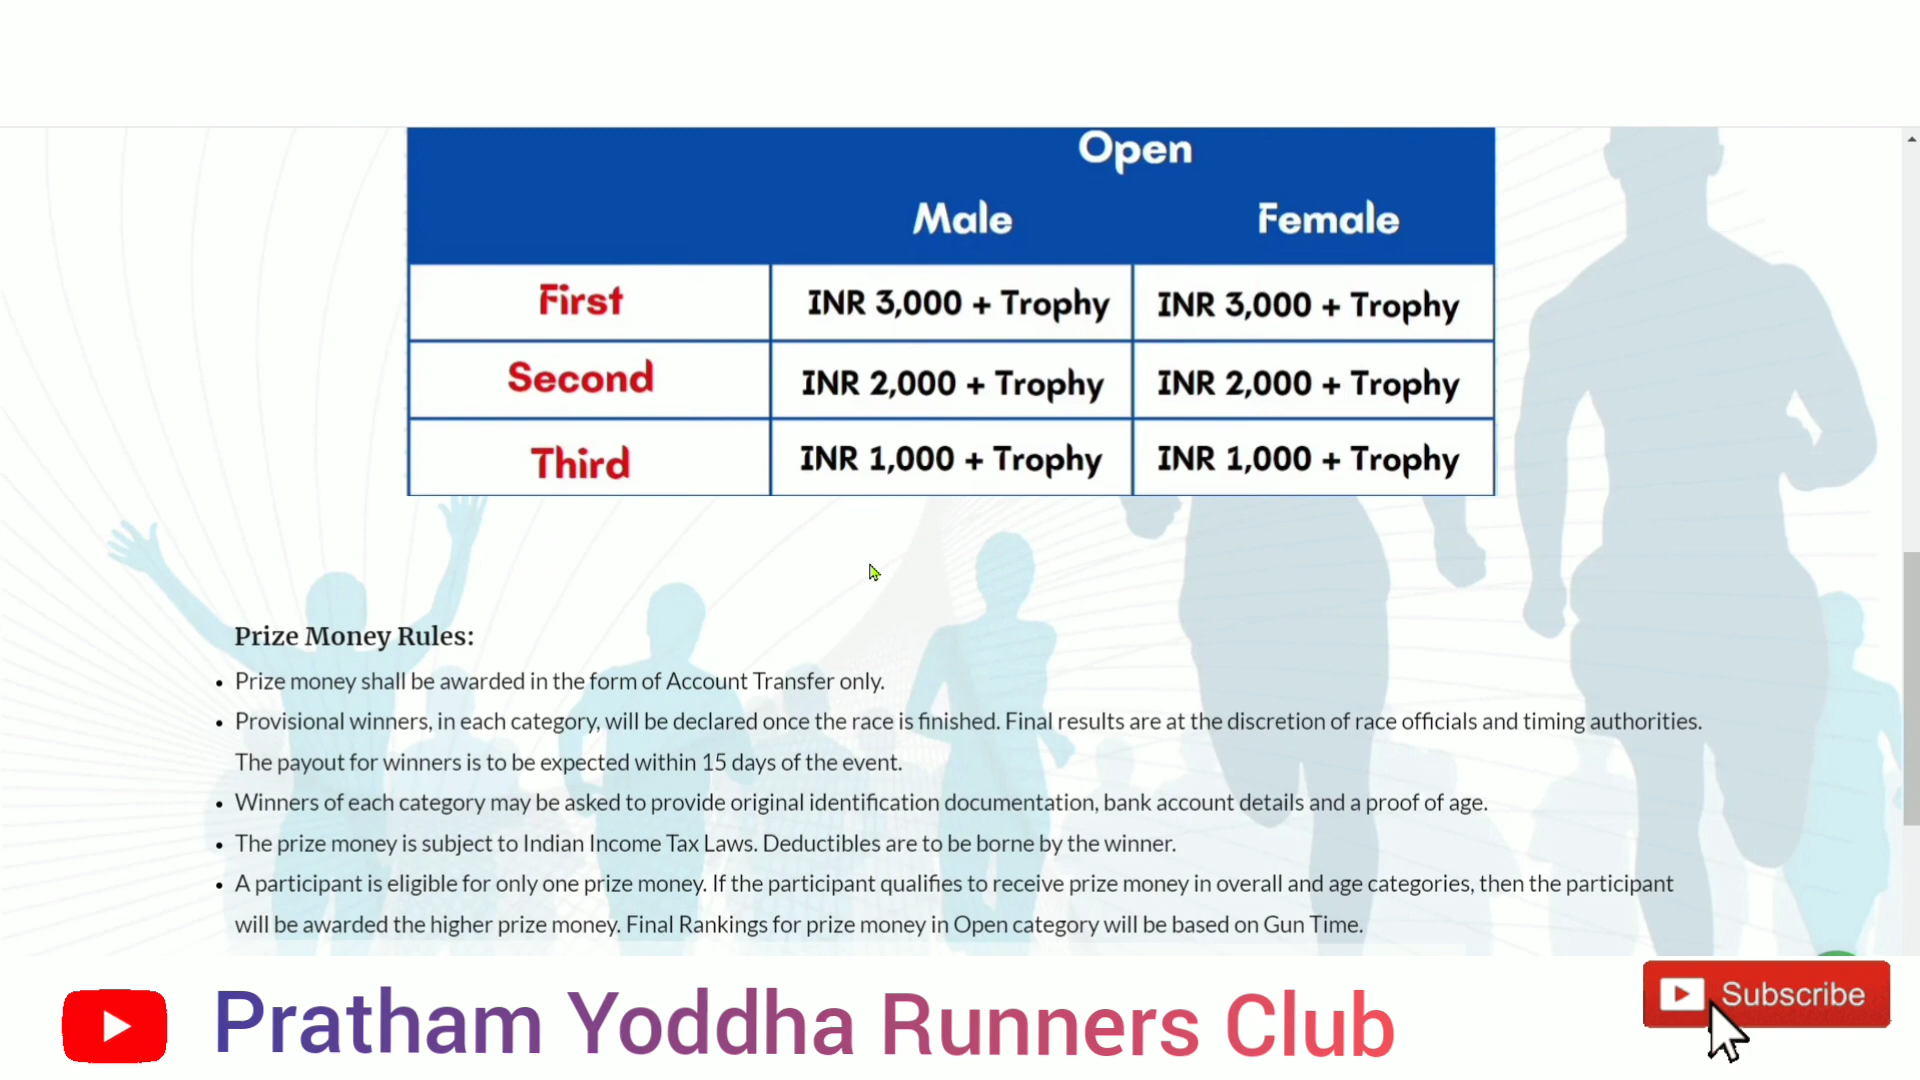 Open
Male Female
First INR 3,000 + Trophy INR 3,000 + Trophy
Second INR 2,000 + Trophy INR 2,000 + Trophy
Third INR 1,000 + Trophy INR 1,000 + Trophy
Prize Money Rules:
• Prize money shall be awarded in the form of Account Transfer only.
• Provisional winners, in each category, will be declared once the race is finished. Final results are at the discretion of race officials and timing authorities.
The payout for winners is to be expected within 15 days of the event.
• Winners of each category may be asked to provide original identification documentation, bank account details and a proof of age.
• The prize money is subject to Indian Income Tax Laws. Deductibles are to be borne by the winner.
• A participant is eligible for only one prize money. If the participant qualifies to receive prize money in overall and age categories, then the participant
will be awarded the higher prize money. Final Rankings for prize money in Open category will be based on Gun Time.
Pratham Yoddha Runners Club
Subscribe